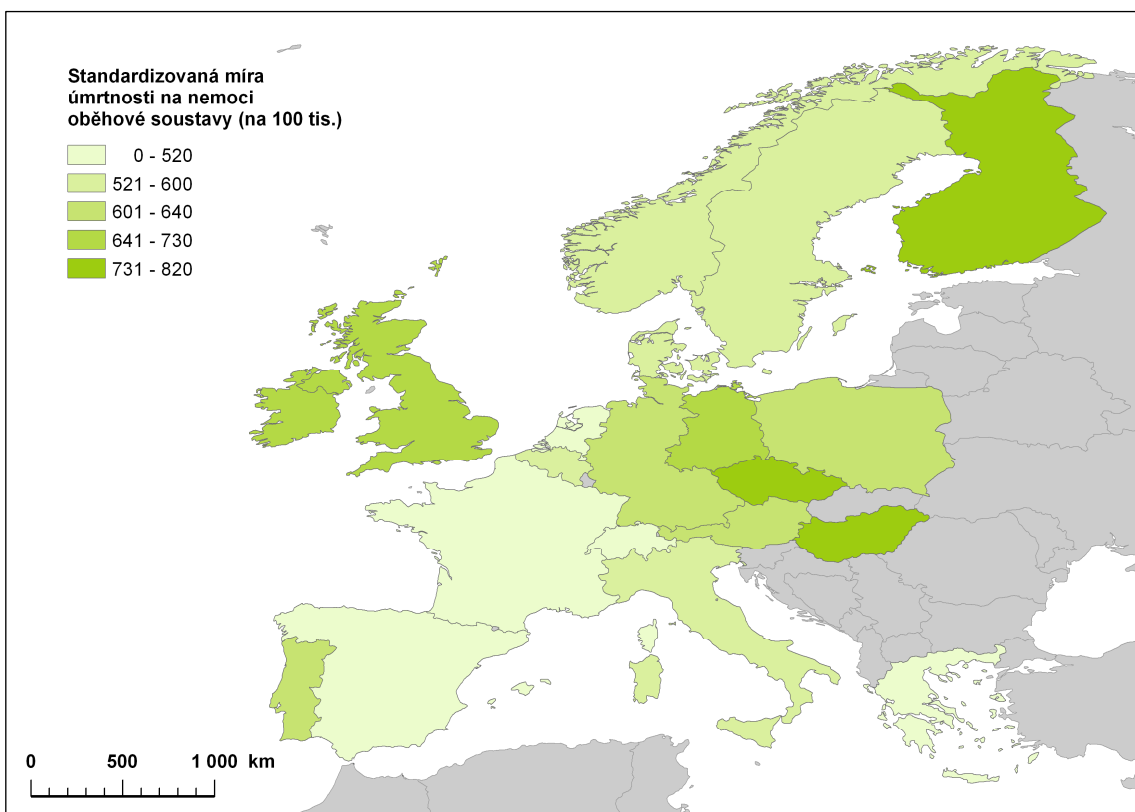 Standardizovaná míra
úmrtnosti na nemoci
oběhové soustavy (na 100 tis.)
0 - 520
521 - 600
601 - 640
641 - 730
731 - 820
0 500 1 000 km